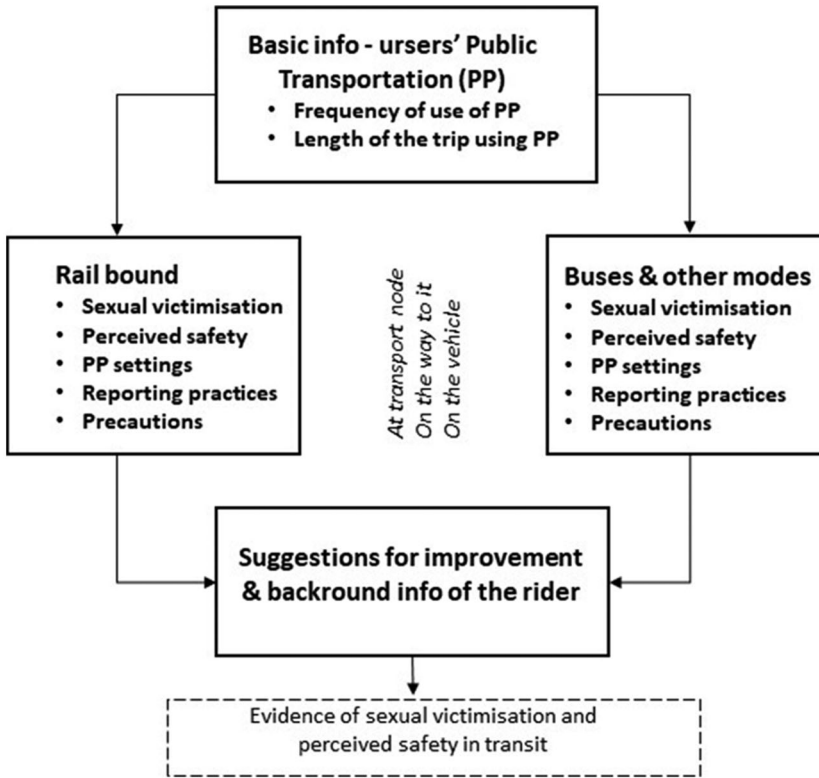 Basic info - ursers' Public
Transportation (PP)
• Frequency of use of PP
• Length of the trip using PP
Rail bound
• Sexual victimisation
• Perceived safety
• PP settings
• Reporting practices
• Precautions
At transport node
On the way to it
On the vehicle
Buses & other modes
• Sexual victimisation
• Perceived safety
• PP settings
• Reporting practices
• Precautions
Suggestions for improvement
& backround info of the rider
Evidence of sexual victimisation and
perceived safety in transit